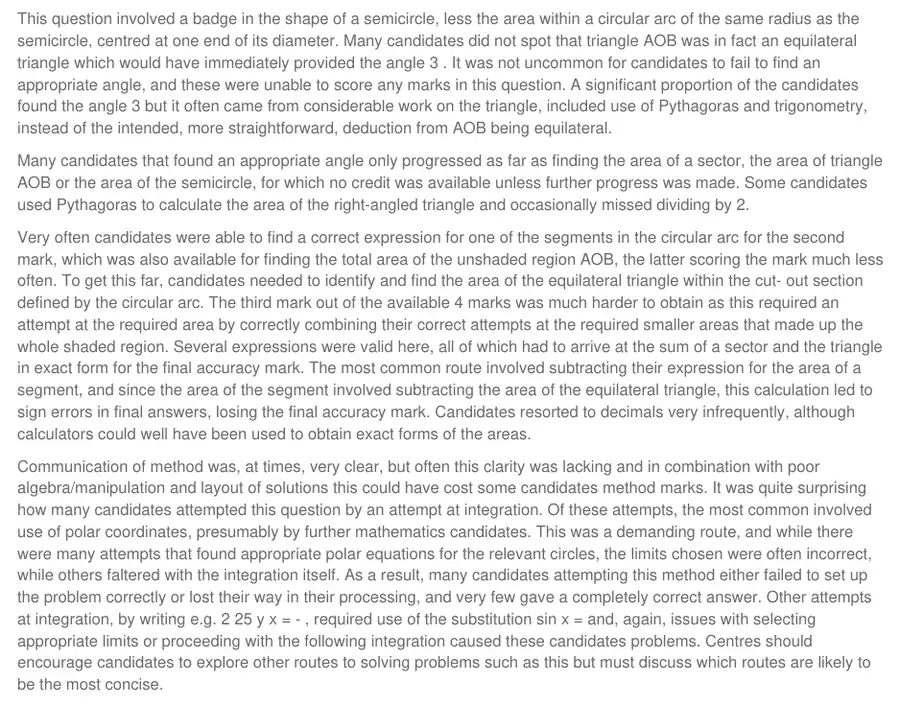 This question involved a badge in the shape of a semicircle, less the area within a circular arc of the same radius as the
semicircle, centred at one end of its diameter. Many candidates did not spot that triangle AOB was in fact an equilateral
triangle which would have immediately provided the angle 3 . It was not uncommon for candidates to fail to find an
appropriate angle, and these were unable to score any marks in this question. A significant proportion of the candidates
found the angle 3 but it often came from considerable work on the triangle, included use of Pythagoras and trigonometry,
instead of the intended, more straightforward, deduction from AOB being equilateral.
Many candidates that found an appropriate angle only progressed as far as finding the area of a sector, the area of triangle
AOB or the area of the semicircle, for which no credit was available unless further progress was made. Some candidates
used Pythagoras to calculate the area of the right-angled triangle and occasionally missed dividing by 2.
Very often candidates were able to find a correct expression for one of the segments in the circular arc for the second
mark, which was also available for finding the total area of the unshaded region AOB, the latter scoring the mark much less
often. To get this far, candidates needed to identify and find the area of the equilateral triangle within the cut- out section
defined by the circular arc. The third mark out of the available 4 marks was much harder to obtain as this required an
attempt at the required area by correctly combining their correct attempts at the required smaller areas that made up the
whole shaded region. Several expressions were valid here, all of which had to arrive at the sum of a sector and the triangle
in exact form for the final accuracy mark. The most common route involved subtracting their expression for the area of a
segment, and since the area of the segment involved subtracting the area of the equilateral triangle, this calculation led to
sign errors in final answers, losing the final accuracy mark. Candidates resorted to decimals very infrequently, although
calculators could well have been used to obtain exact forms of the areas.
Communication of method was, at times, very clear, but often this clarity was lacking and in combination with poor
algebra/manipulation and layout of solutions this could have cost some candidates method marks. It was quite surprising
how many candidates attempted this question by an attempt at integration. Of these attempts, the most common involved
use of polar coordinates, presumably by further mathematics candidates. This was a demanding route, and while there
were many attempts that found appropriate polar equations for the relevant circles, the limits chosen were often incorrect,
while others faltered with the integration itself. As a result, many candidates attempting this method either failed to set up
the problem correctly or lost their way in their processing, and very few gave a completely correct answer. Other attempts
at integration, by writing e.g. 2 25 y x = - , required use of the substitution sin x = and, again, issues with selecting
appropriate limits or proceeding with the following integration caused these candidates problems. Centres should
encourage candidates to explore other routes to solving problems such as this but must discuss which routes are likely to
be the most concise.